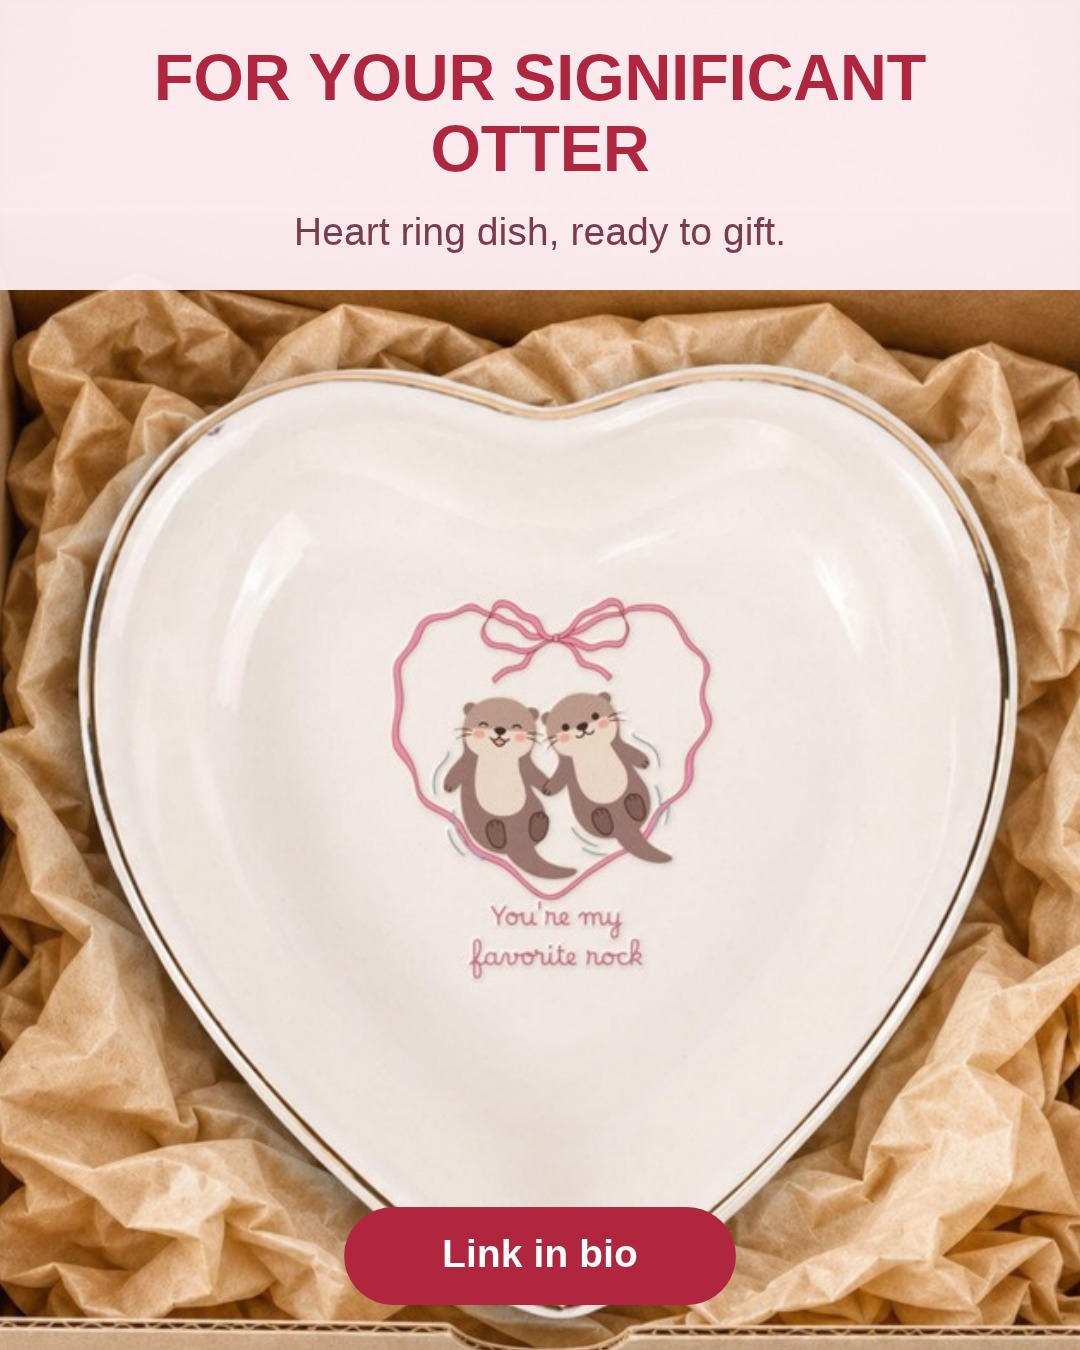 FOR YOUR SIGNIFICANT
OTTER
Heart ring dish, ready to gift.
You're my
favorite rock
Link in bio